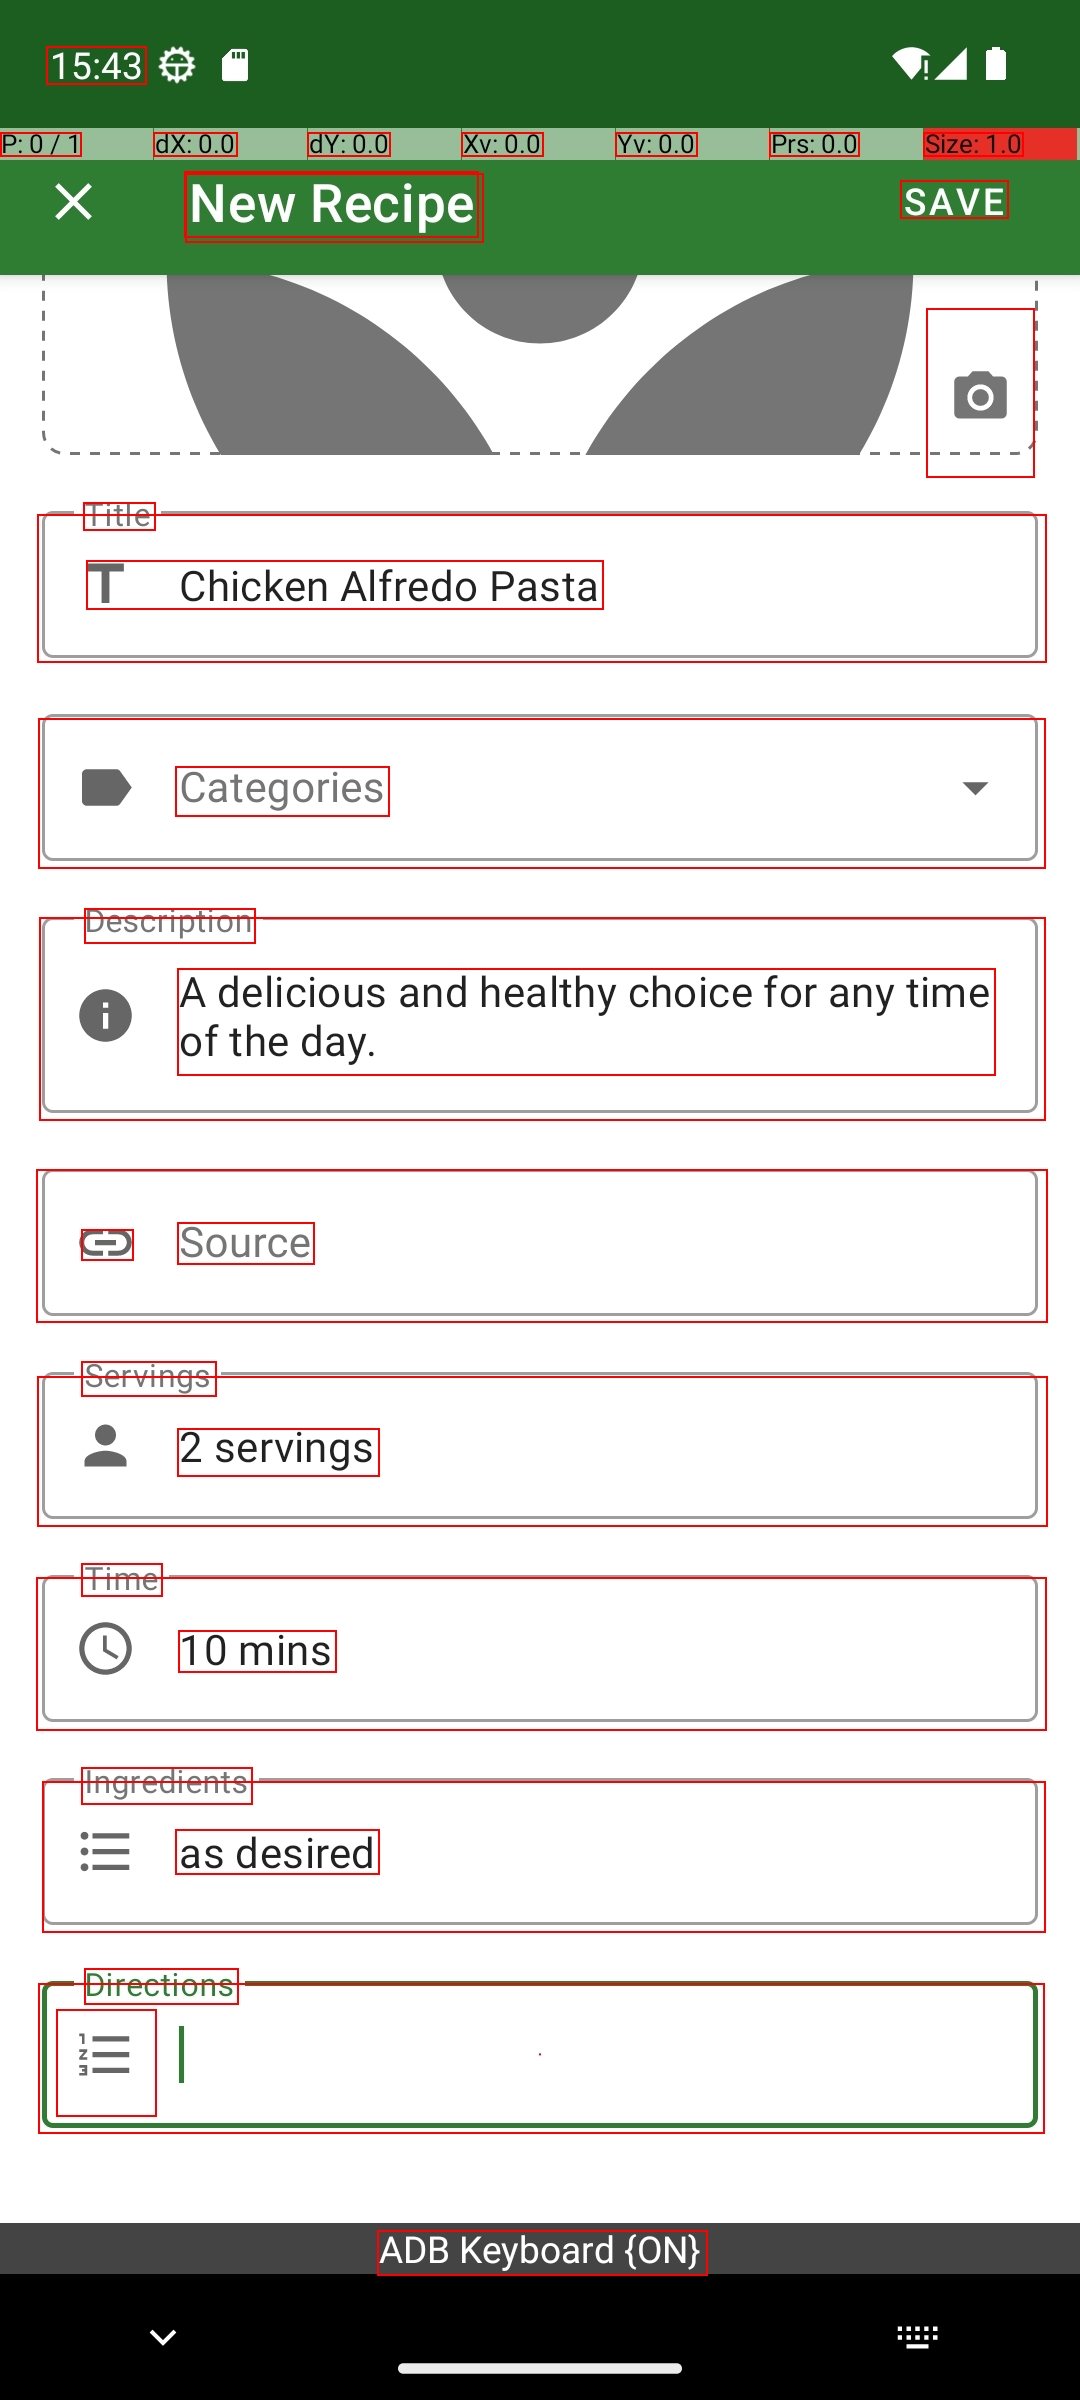 15:43
P: 0 / 1 dX: 0.0 dY: 0.0 Xv: 0.0 Yv: 0.0 Prs: 0.0 Size: 1.0
New Recipe SAVE
Title
Chicken Alfredo Pasta
Categories
Description
A delicious and healthy choice for any time
of the day.
Source
Servings
2 servings
Time
10 mins
Ingredients
as desired
Directions
ADB Keyboard {ON}